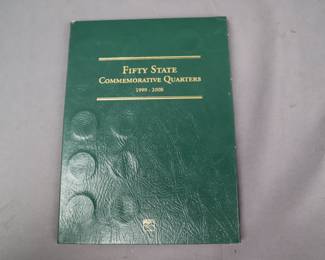 FIFTY STATE
COMMEMORATIVE QUARTERS
1999 - 2008